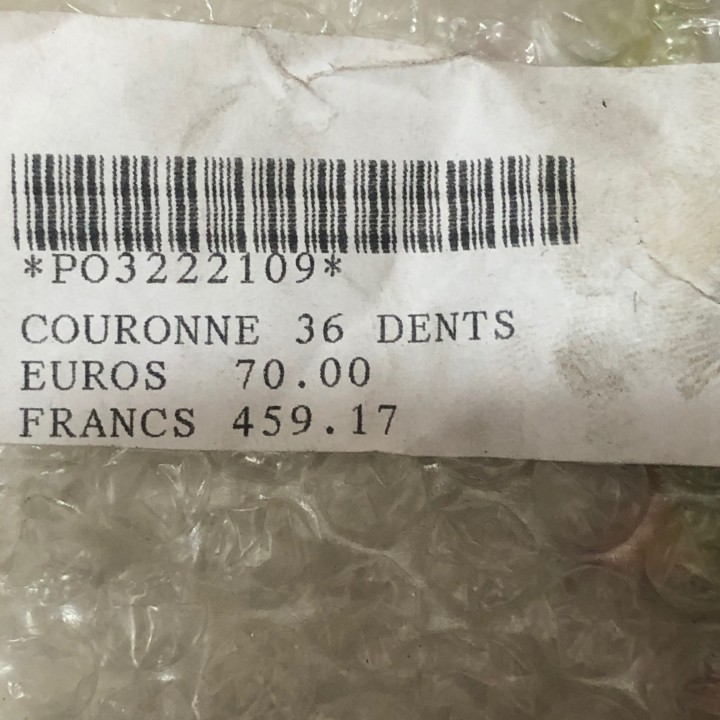 *PO3222109*
COURONNE 36 DENTS
EUROS 70.00
FRANCS 459.17